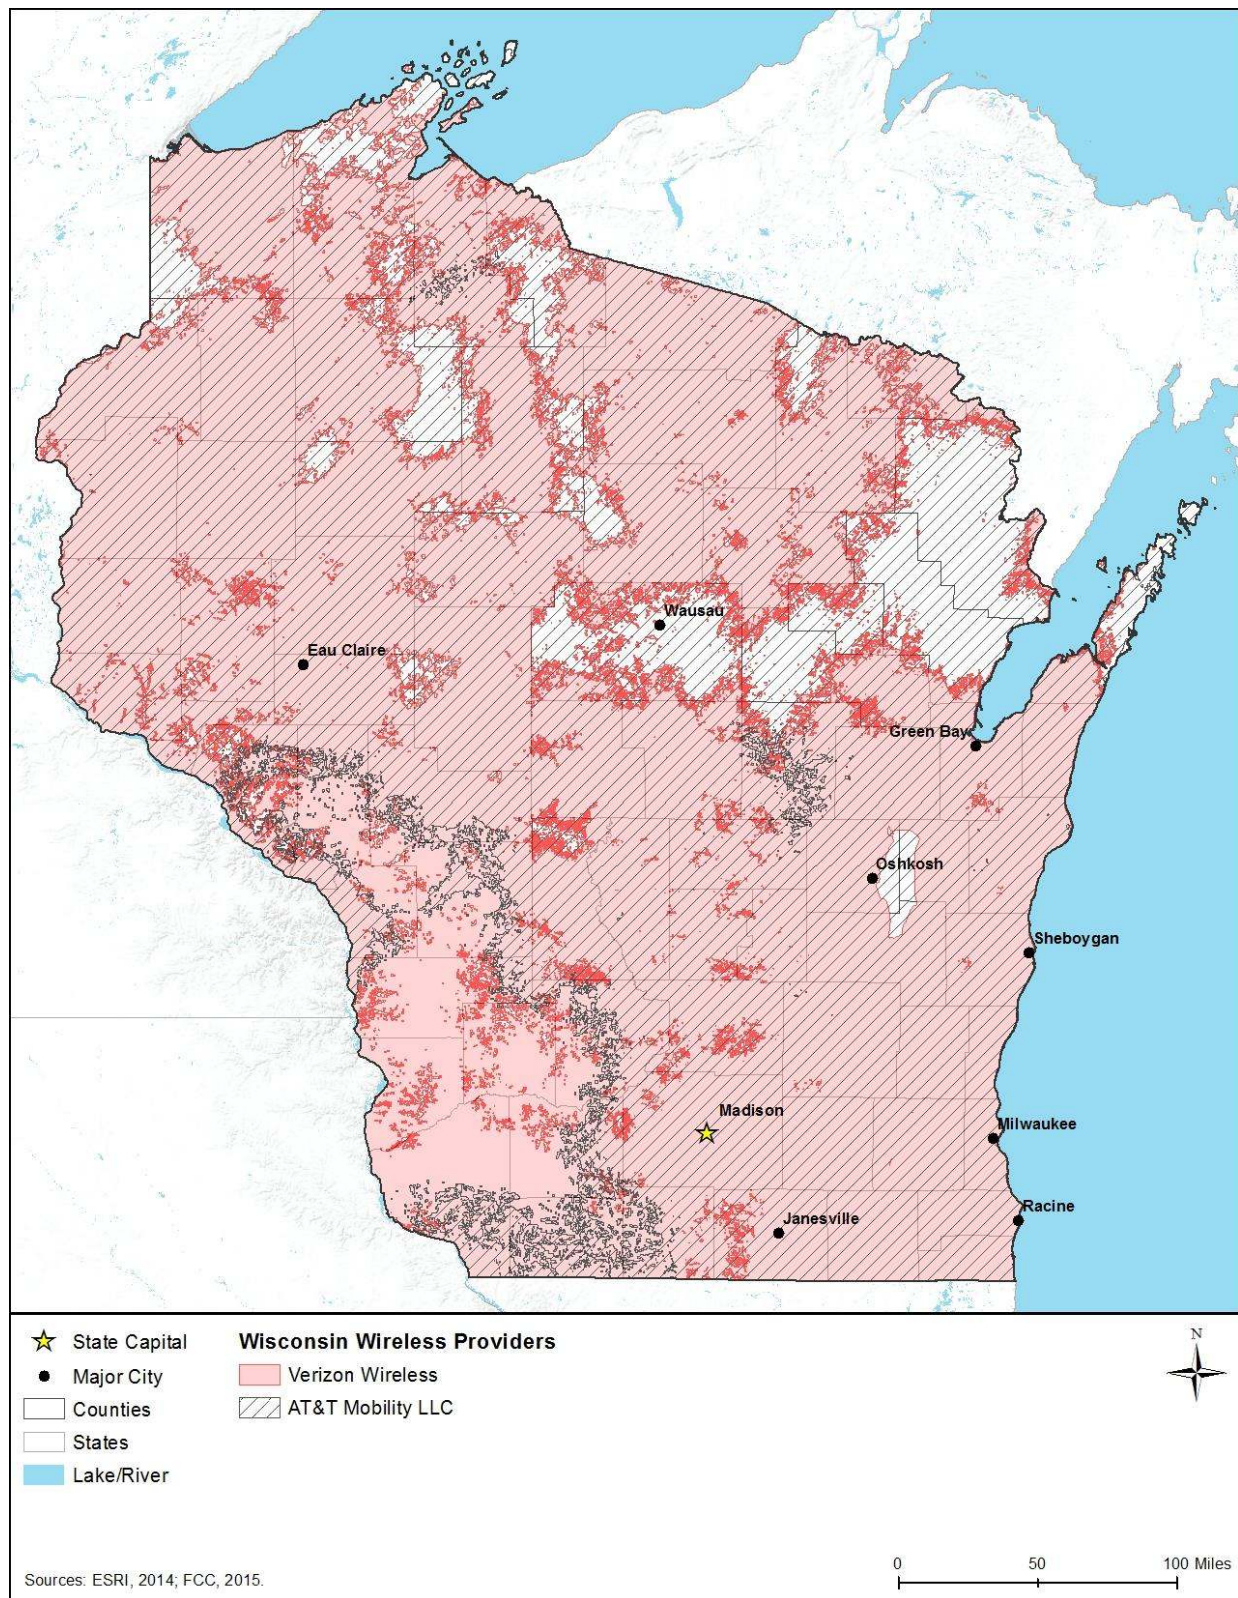 Wausau
Eau Claire
Green Bay
Oshkosh
Sheboygan
Madison
Milwaukee
Racine
Janesville
State Capital
Major City
Counties
States
Lake/River
Wisconsin Wireless Providers
Verizon Wireless
AT&T Mobility LLC
N
0 50 100 Miles
Sources: ESRI, 2014; FCC, 2015.